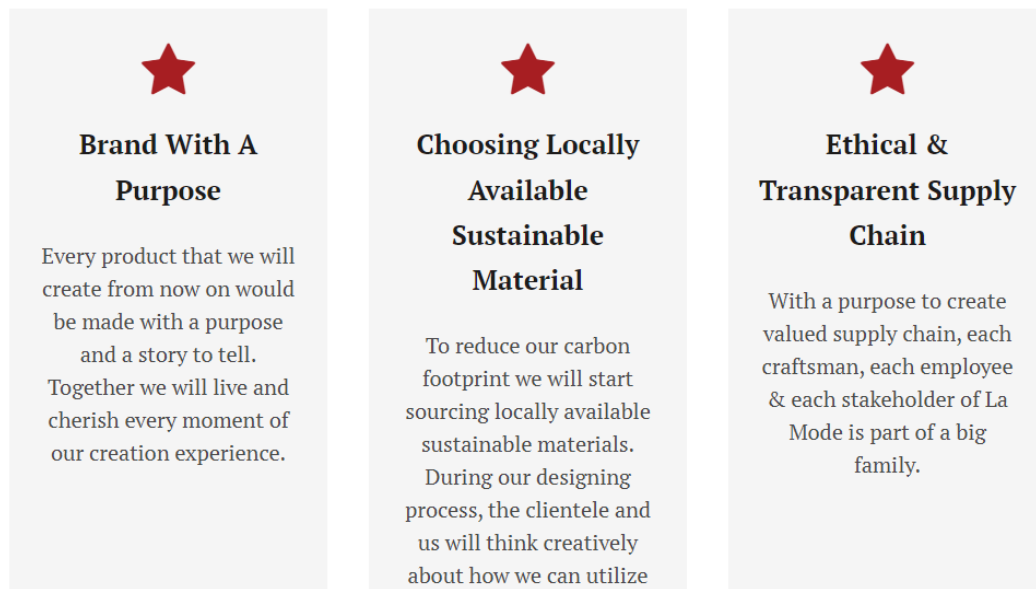 Brand With A
Purpose
Every product that we will
create from now on would
be made with a purpose
and a story to tell.
Together we will live and
cherish every moment of
our creation experience.
Choosing Locally
Available
Sustainable
Material
To reduce our carbon
footprint we will start
sourcing locally available
sustainable materials.
During our designing
process, the clientele and
us will think creatively
about how we can utilize
Ethical &
Transparent Supply
Chain
With a purpose to create
valued supply chain, each
craftsman, each employee
& each stakeholder of La
Mode is part of a big
family.